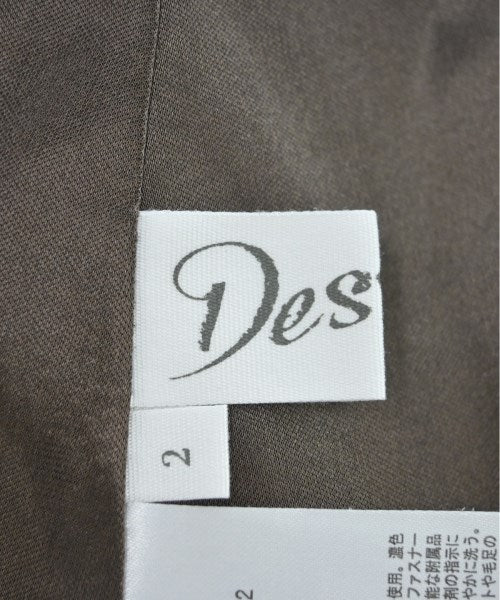 Des
2
2
使用。濃色
ファスナー
能な附属品
剤の指示に
やかに洗う。
トや毛足の